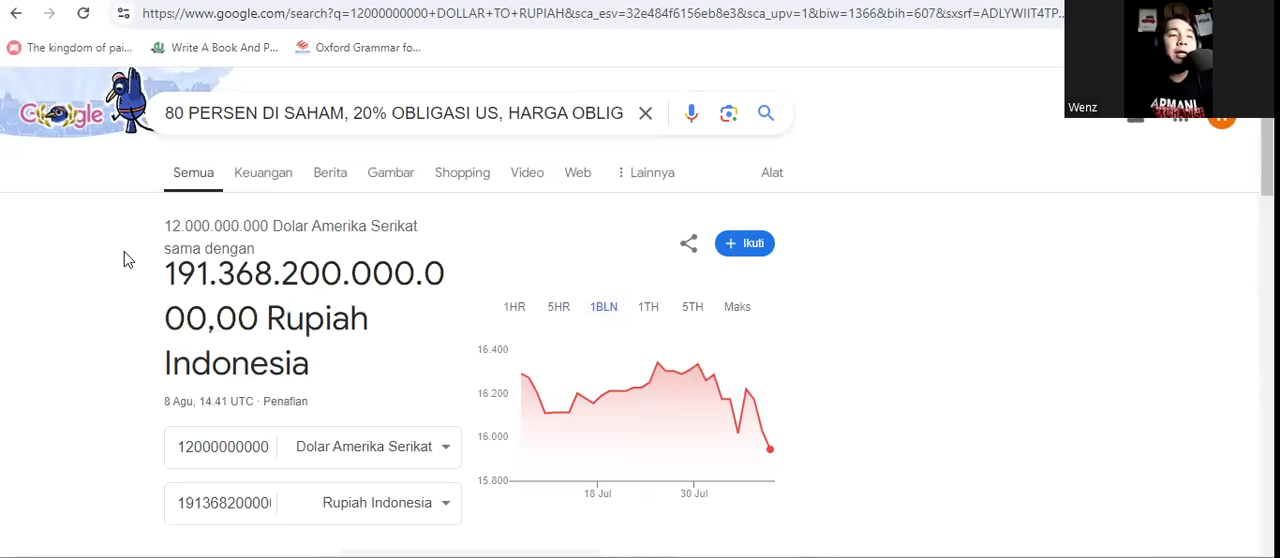 https://www.google.com/search?q=12000000000+DOLLAR+TO+RUPIAH&sca_esv=32e484f6156eb8e3&sca_upv=1&biw=1366&bih=607&sxsrf=ADLYWIIT4TP...
The kingdom of pai...
Write A Book And P...
Oxford Grammar fo...
Wenz
ARMANI
EXCHANGE
Google
80 PERSEN DI SAHAM, 20% OBLIGASI US, HARGA OBLIG
Semua
Keuangan
Berita
Gambar
Shopping
Video
Web
Lainnya
Alat
12.000.000.000 Dolar Amerika Serikat
sama dengan
191.368.200.000.0
00,00 Rupiah
Indonesia
8 Agu, 14.41 UTC · Penafian
12000000000
Dolar Amerika Serikat
19136820000
Rupiah Indonesia
+ Ikuti
1HR
5HR
1BLN
1TH
5TH
Maks
16.400
16.200
16.000
15.800
18 Jul
30 Jul